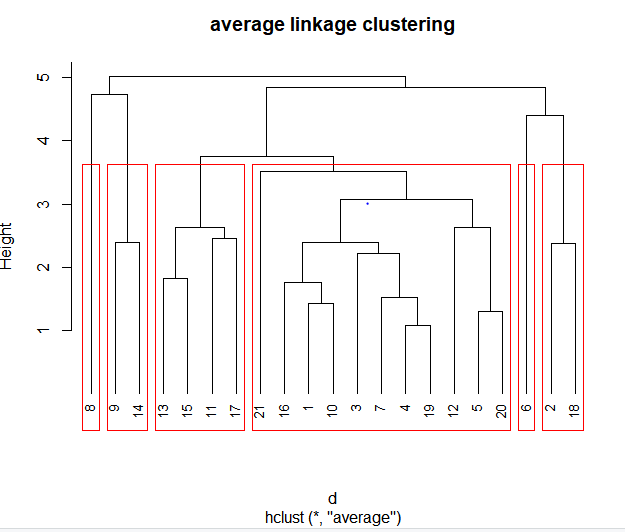 average linkage clustering
Height
5
4
3
2
1
8 9 14 13 15 11 17 21 16 1 10 3 7 4 19 12 5 20 6 2 18
d
hclust (*, "average")